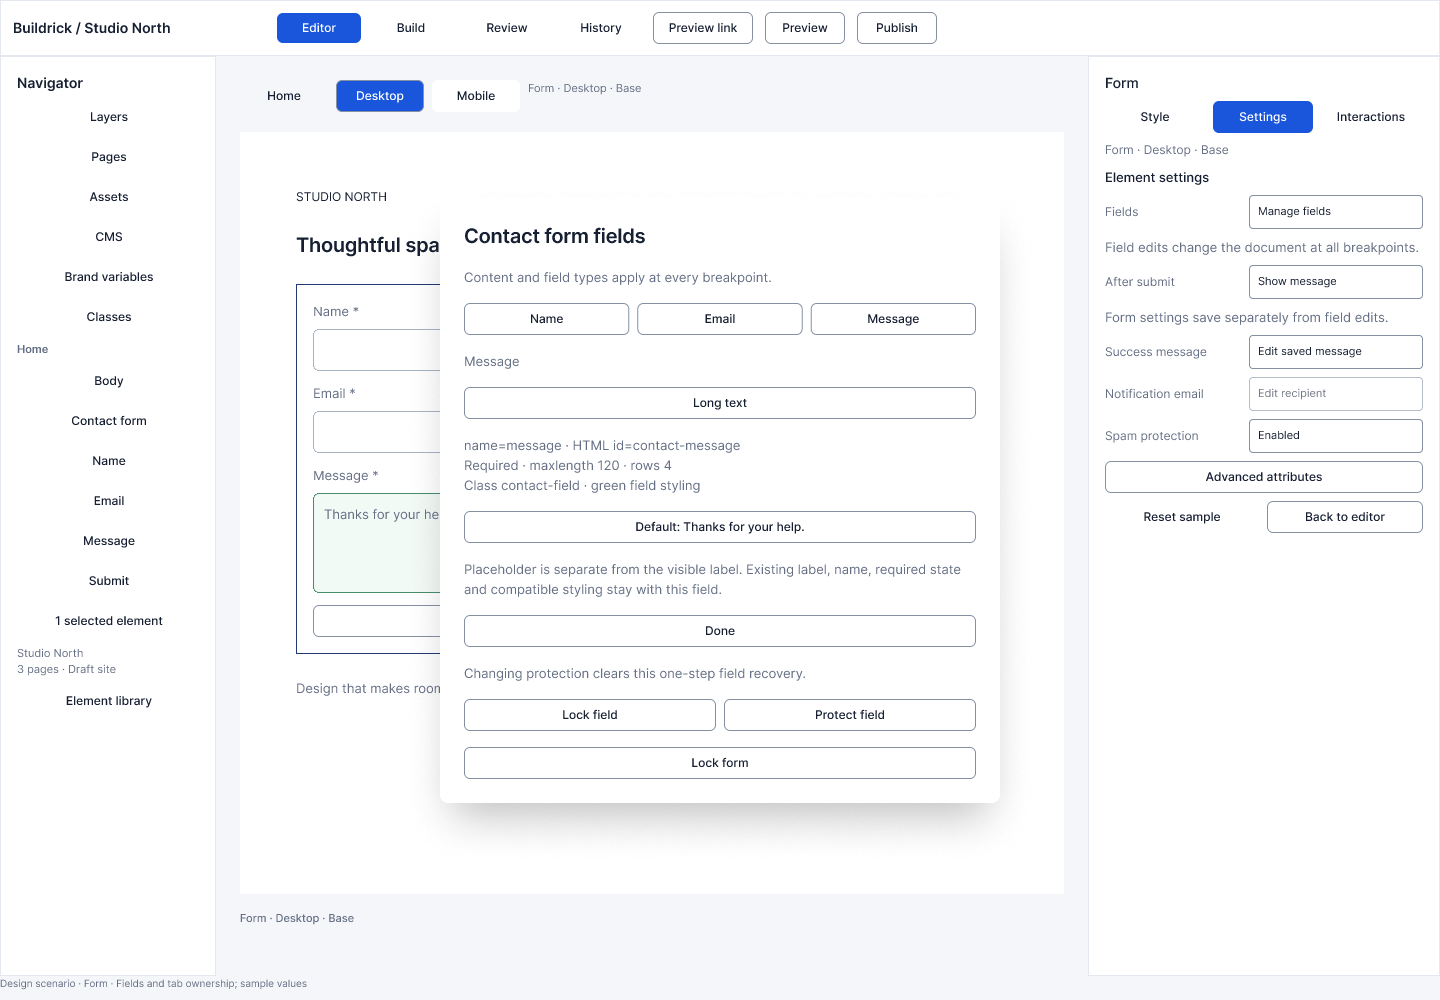 Buildrick / Studio North
Editor
Build
Review
History
Preview link
Preview
Publish
Navigator
Layers
Pages
Assets
CMS
Brand variables
Classes
Home
Body
Contact form
Name
Email
Message
Submit
1 selected element
Studio North
3 pages · Draft site
Element library
Home
Desktop
Mobile
Form · Desktop · Base
STUDIO NORTH
Thoughtful spa
Name *
Email *
Message *
Thanks for your he
Design that makes room
Contact form fields
Content and field types apply at every breakpoint.
Name
Email
Message
Message
Long text
name=message · HTML id=contact-message
Required · maxlength 120 · rows 4
Class contact-field · green field styling
Default: Thanks for your help.
Placeholder is separate from the visible label. Existing label, name, required state
and compatible styling stay with this field.
Done
Changing protection clears this one-step field recovery.
Lock field
Protect field
Lock form
Form · Desktop · Base
Form
Style
Settings
Interactions
Form · Desktop · Base
Element settings
Fields
Manage fields
Field edits change the document at all breakpoints.
After submit
Show message
Form settings save separately from field edits.
Success message
Edit saved message
Notification email
Edit recipient
Spam protection
Enabled
Advanced attributes
Reset sample
Back to editor
Design scenario · Form · Fields and tab ownership; sample values